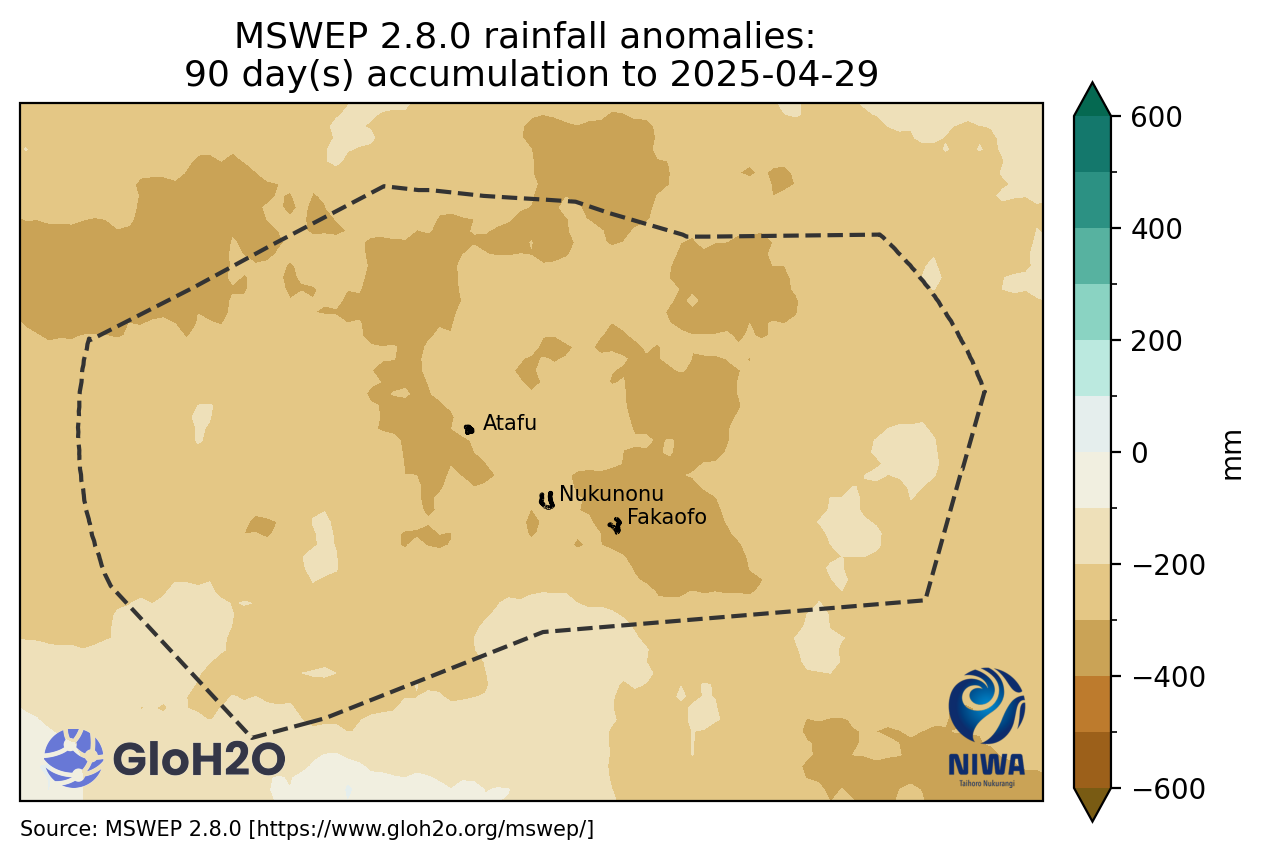 MSWEP 2.8.0 rainfall anomalies:
90 day(s) accumulation to 2025-04-29
600
400
200
0
−200
−400
−600
mm
Atafu
Nukunonu
Fakaofo
GloH2O
NIWA
Taihoro Nukurangi
Source: MSWEP 2.8.0 [https://www.gloh2o.org/mswep/]